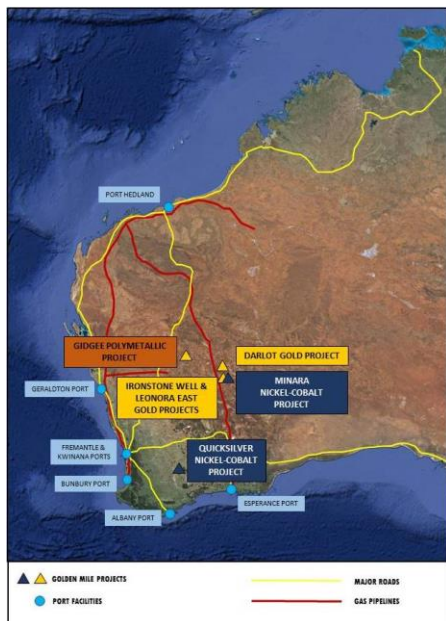 PORT HEDLAND
GIDGEE POLYMETALLIC
PROJECT
DARLOT GOLD PROJECT
MINARA
NICKEL-COBALT
PROJECT
GERALDTON PORT
IRONSTONE WELL &
LEONORA EAST
GOLD PROJECTS
QUICKSILVER
NICKEL-COBALT
PROJECT
FREMANTLE &
KWINANA PORTS
BUNBURY PORT
ESPERANCE PORT
ALBANY PORT
GOLDEN MILE PROJECTS
MAJOR ROADS
PORT FACILITIES
GAS PIPELINES